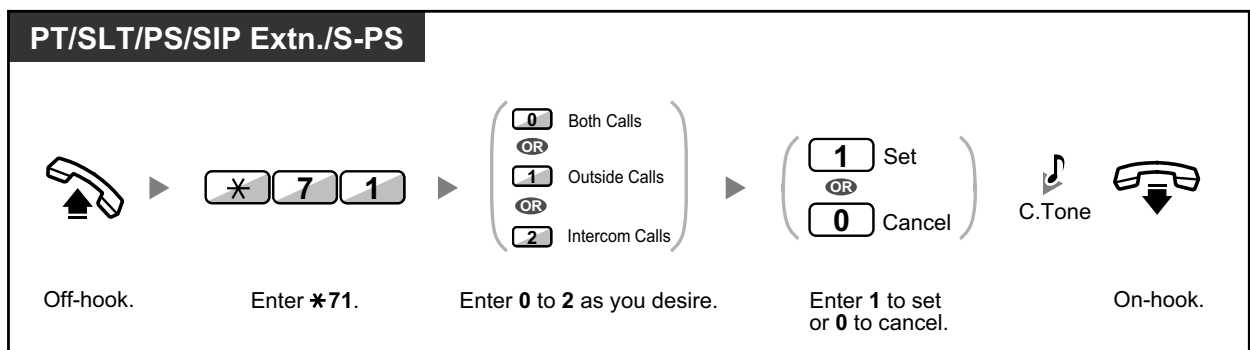 PT/SLT/PS/SIP Extn./S-PS
0 Both Calls
OR
1 Outside Calls
OR
2 Intercom Calls
* 7 1
1 Set
OR
0 Cancel
C.Tone
Off-hook.
Enter *71.
Enter 0 to 2 as you desire.
Enter 1 to set
or 0 to cancel.
On-hook.